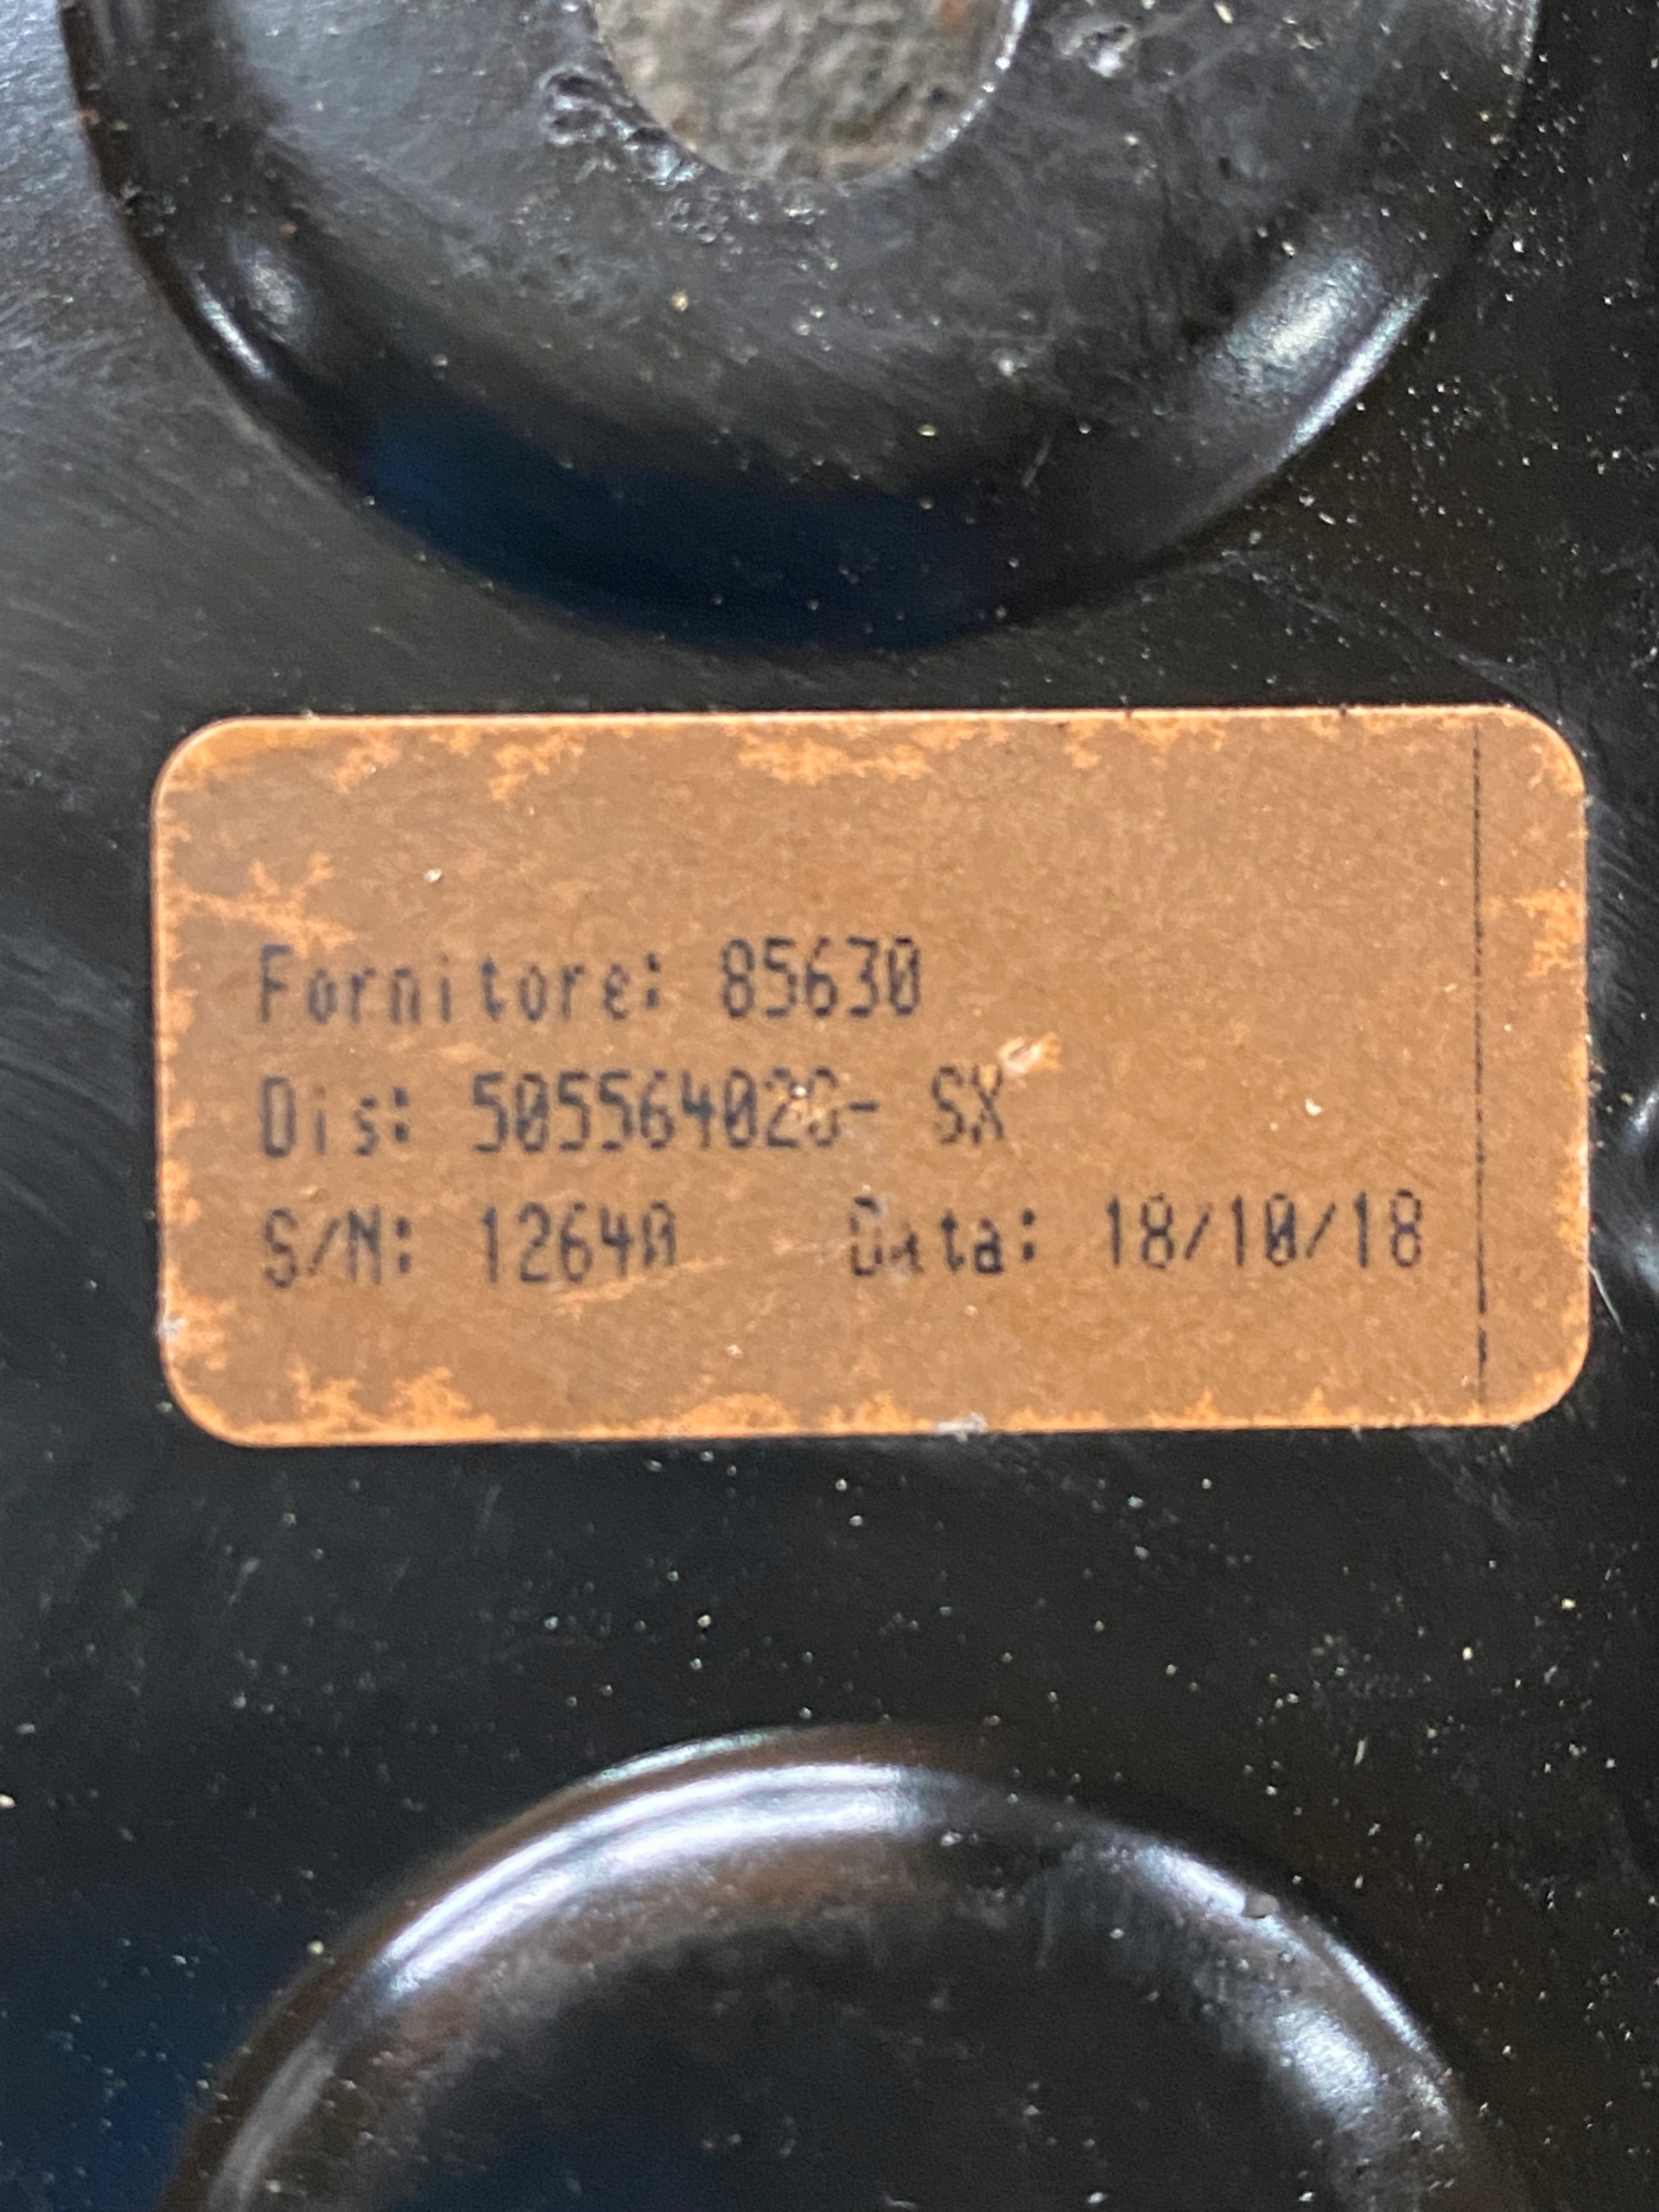 Fornitore: 85630
Dis: 505564020- SX
S/N: 12640 Data: 18/10/18